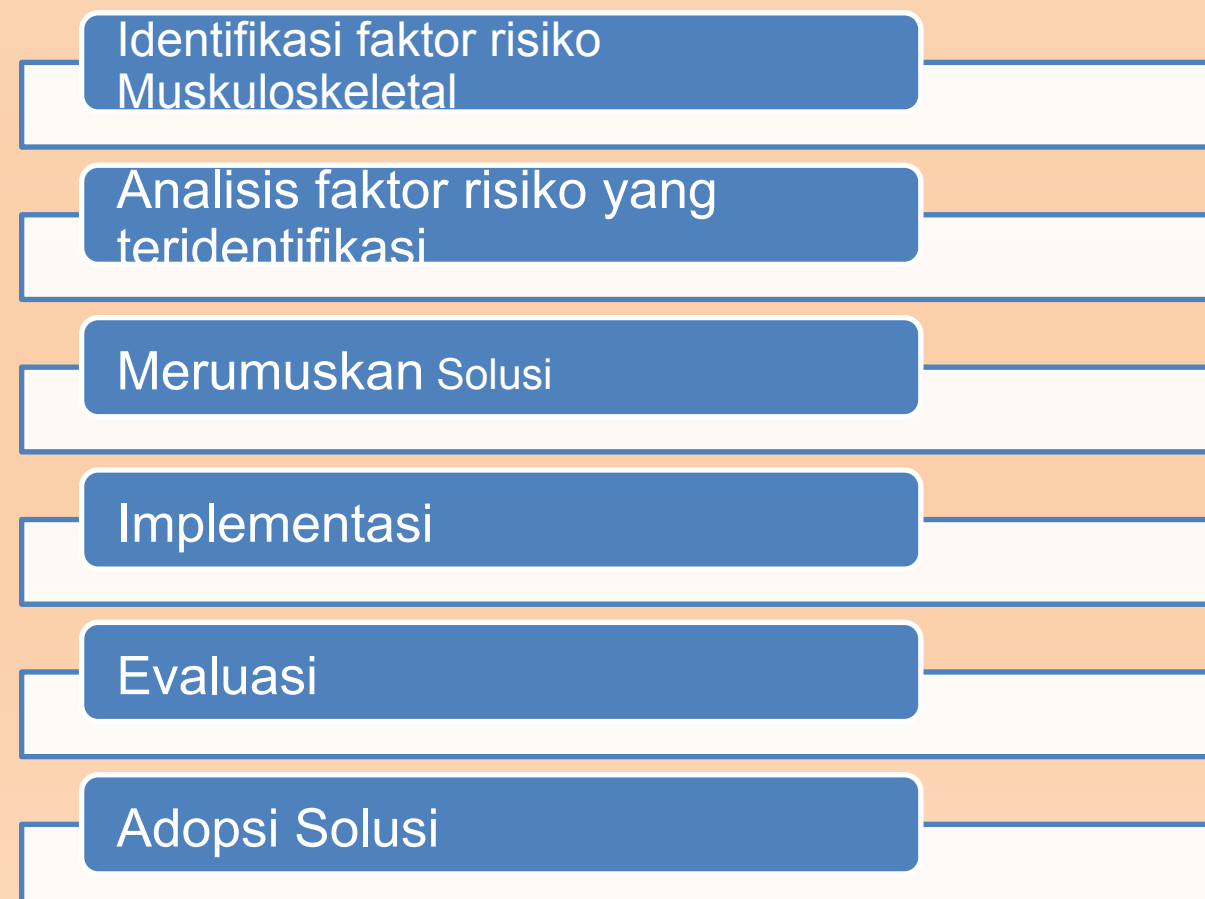 Identifikasi faktor risiko
Muskuloskeletal
Analisis faktor risiko yang
teridentifikasi
Merumuskan Solusi
Implementasi
Evaluasi
Adopsi Solusi